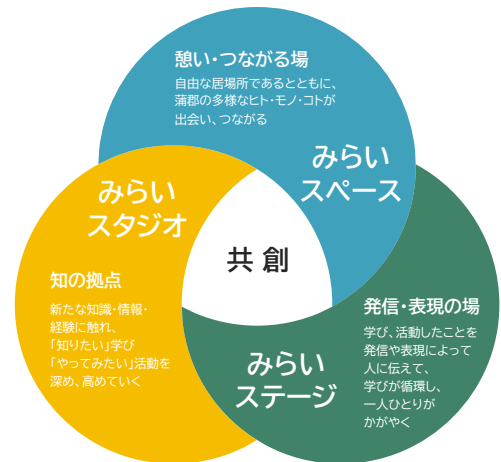 憩い・つながる場
自由な居場所であるとともに、
蒲郡の多様なヒト・モノ・コトが
出会い、つながる
みらい
スペース
みらい
スタジオ
知の拠点
新たな知識・情報・
経験に触れ、
「知りたい」学び
「やってみたい」活動を
深め、高めていく
共創
発信・表現の場
学び、活動したことを
発信や表現によって
人に伝えて、
学びが循環し、
一人ひとりが
かがやく
みらい
ステージ